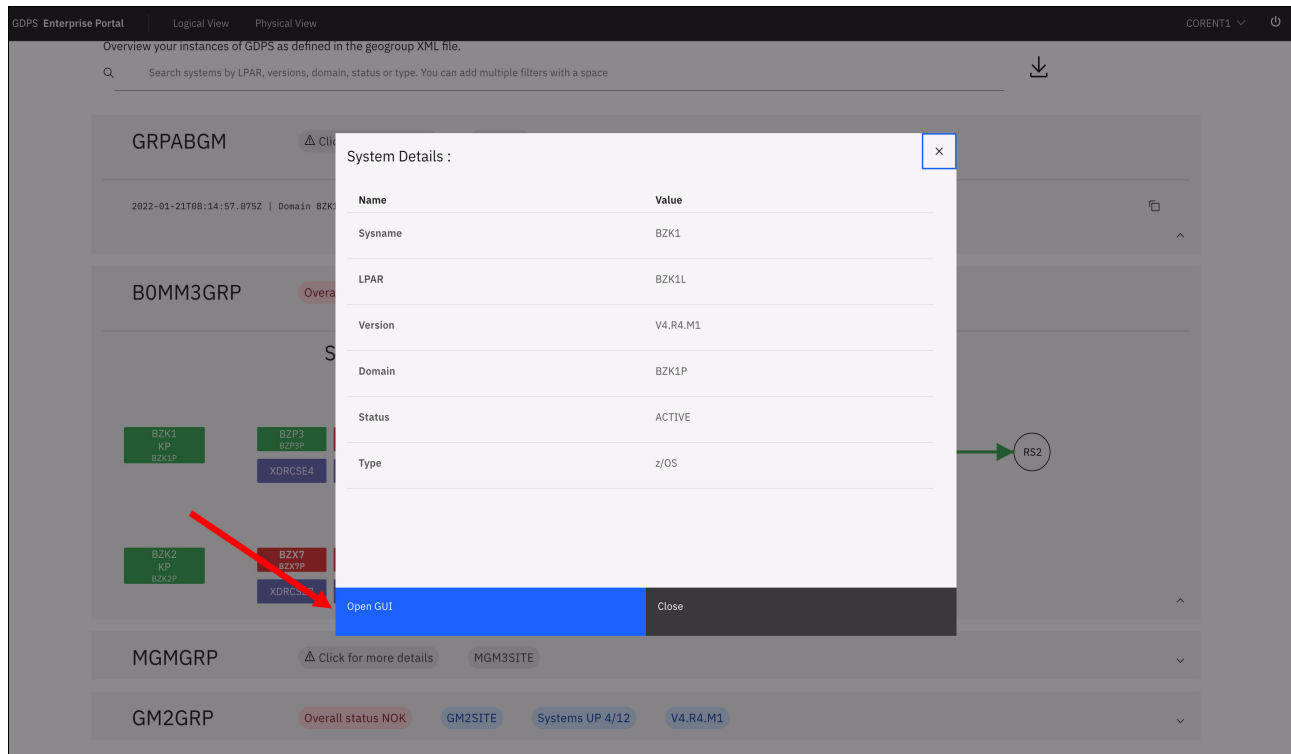 GDPS Enterprise Portal Logical View Physical View CORENT1
Overview your instances of GDPS as defined in the geogroup XML file.
Search systems by LPAR, versions, domain, status or type. You can add multiple filters with a space
GRPABGM
System Details :
Name Value
2022-01-21T08:14:57.075Z | Domain
Sysname BZK1
LPAR BZK1L
B0MM3GRP
Version V4.R4.M1
Domain BZK1P
Status ACTIVE
BZK1
KP
BZK1P
BZP3
BZP3P
XDRCSE4
Type z/OS
RS2
BZK2
KP
BZK2P
BZX7
BZX7P
Open GUI Close
MGMGRP Click for more details MGM3SITE
GM2GRP Overall status NOK GM2SITE Systems UP 4/12 V4.R4.M1